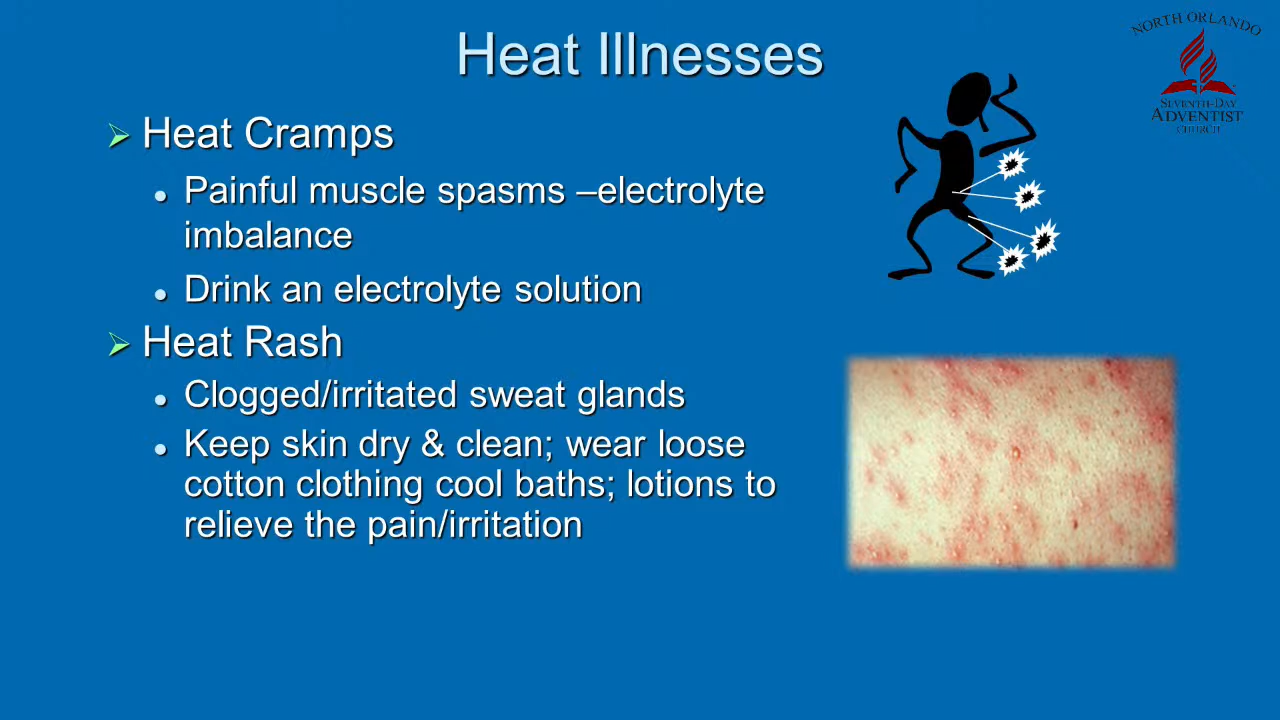 Heat Illnesses
NORTH ORLANDO
SEVENTH-DAY
ADVENTIST
CHURCH
➢ Heat Cramps
• Painful muscle spasms –electrolyte
imbalance
• Drink an electrolyte solution
➢ Heat Rash
• Clogged/irritated sweat glands
• Keep skin dry & clean; wear loose
cotton clothing cool baths; lotions to
relieve the pain/irritation